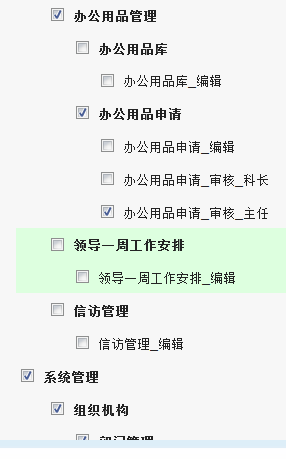 办公用品管理
办公用品库
办公用品库_编辑
办公用品申请
办公用品申请_编辑
办公用品申请_审核_科长
办公用品申请_审核_主任
领导一周工作安排
领导一周工作安排_编辑
信访管理
信访管理_编辑
系统管理
组织机构
部门管理